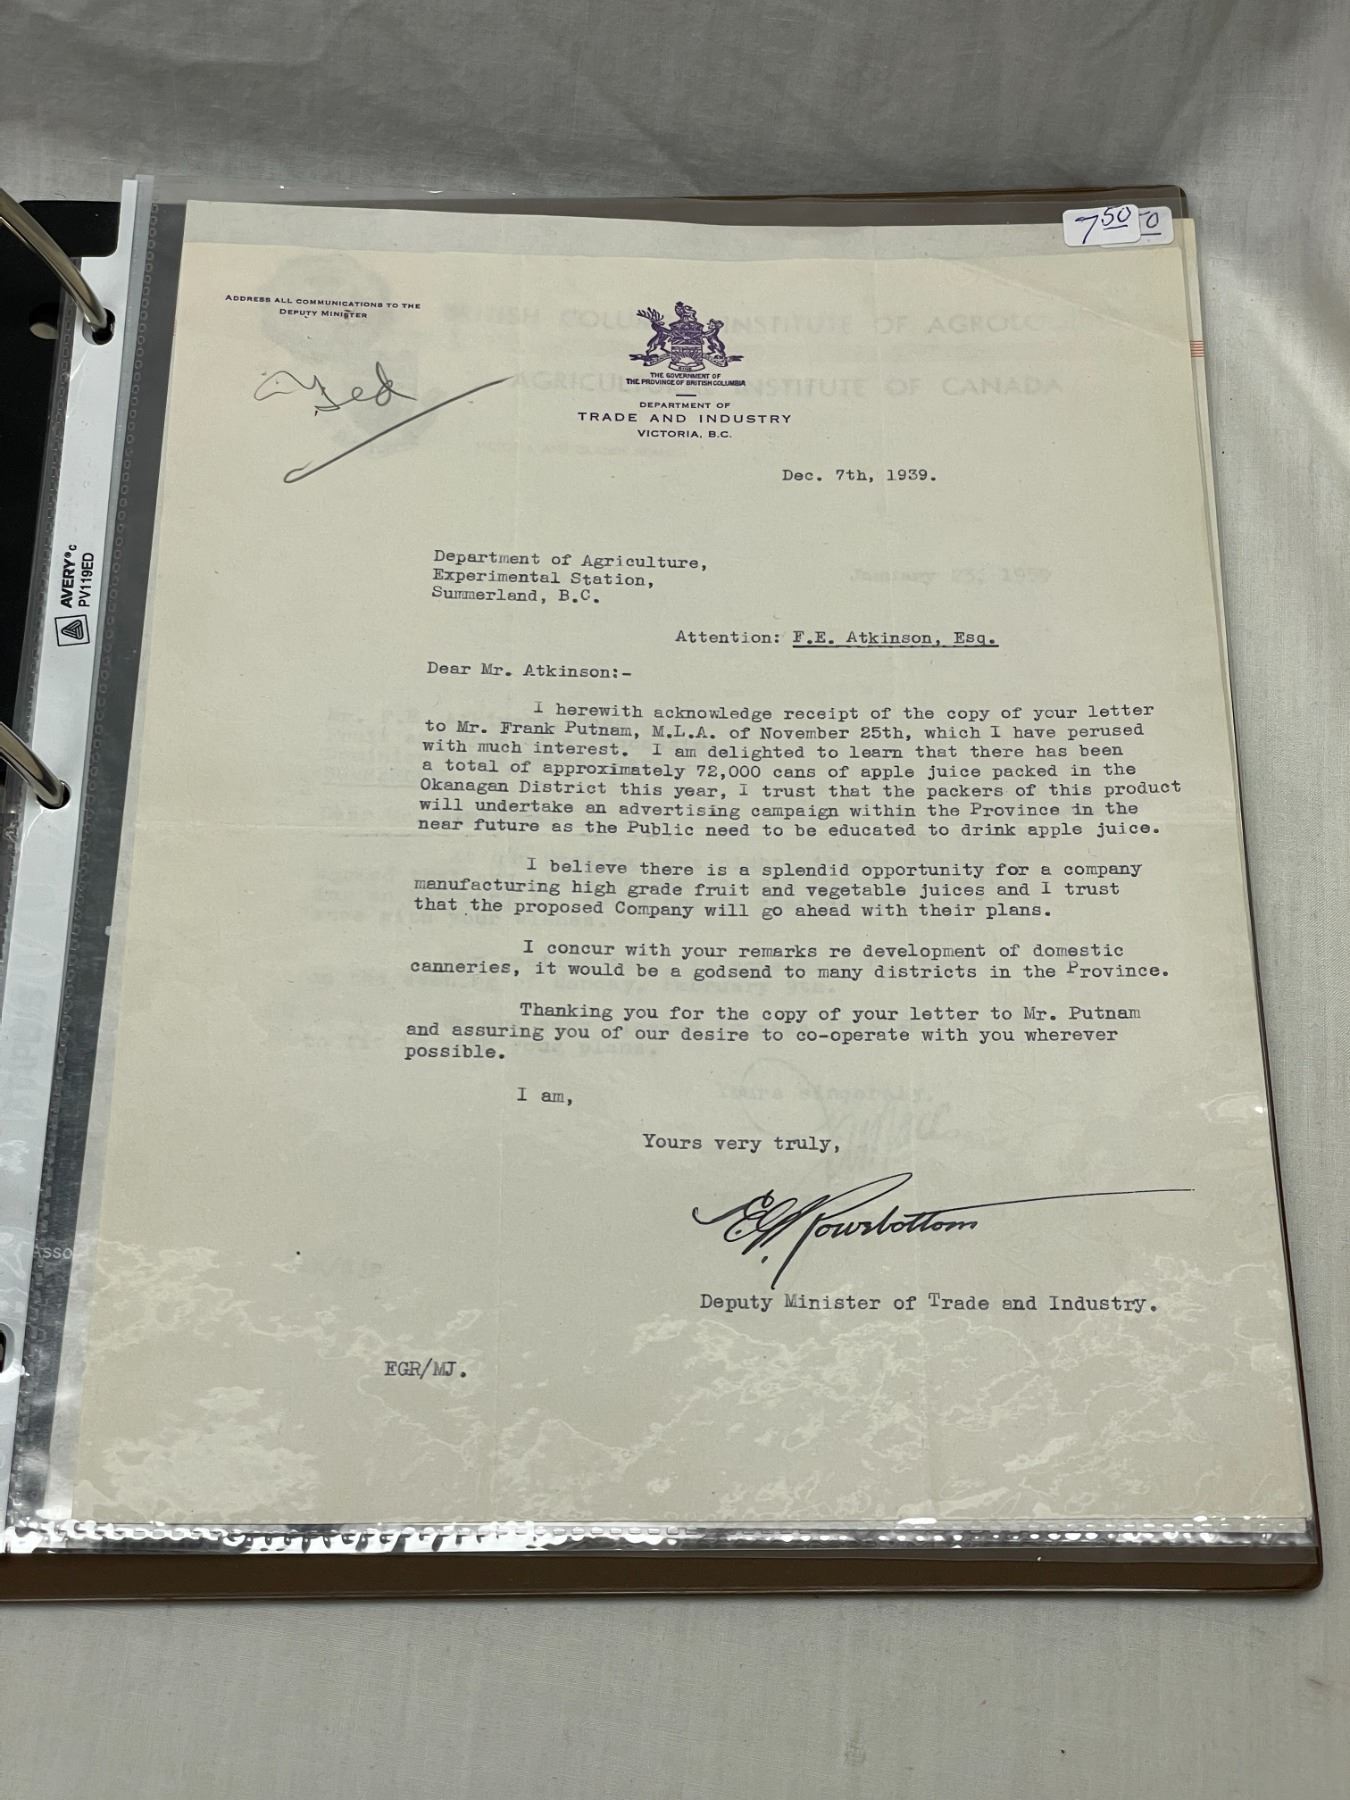 7 50
0
ADDRESS ALL COMMUNICATIONS TO THE
DEPUTY MINISTER
THE GOVERNMENT OF
THE PROVINCE OF BRITISH COLUMBIA
DEPARTMENT OF
TRADE AND INDUSTRY
VICTORIA, B.C.
INSTITUTE OF
INSTITUTE OF CANADA
Dec. 7th, 1939.
Department of Agriculture,
Experimental Station,
Summerland, B.C.
Attention: F.E. Atkinson, Esq.
Dear Mr. Atkinson:-
I herewith acknowledge receipt of the copy of your letter
to Mr. Frank Putnam, M.L.A. of November 25th, which I have perused
with much interest. I am delighted to learn that there has been
a total of approximately 72,000 cans of apple juice packed in the
Okanagan District this year, I trust that the packers of this product
will undertake an advertising campaign within the Province in the
near future as the Public need to be educated to drink apple juice.
I believe there is a splendid opportunity for a company
manufacturing high grade fruit and vegetable juices and I trust
that the proposed Company will go ahead with their plans.
I concur with your remarks re development of domestic
canneries, it would be a godsend to many districts in the Province.
Thanking you for the copy of your letter to Mr. Putnam
and assuring you of our desire to co-operate with you wherever
possible.
I am,
Yours very truly,
E.G. Rowebottom
Deputy Minister of Trade and Industry.
EGR/MJ.
AVERY® c
PV119ED